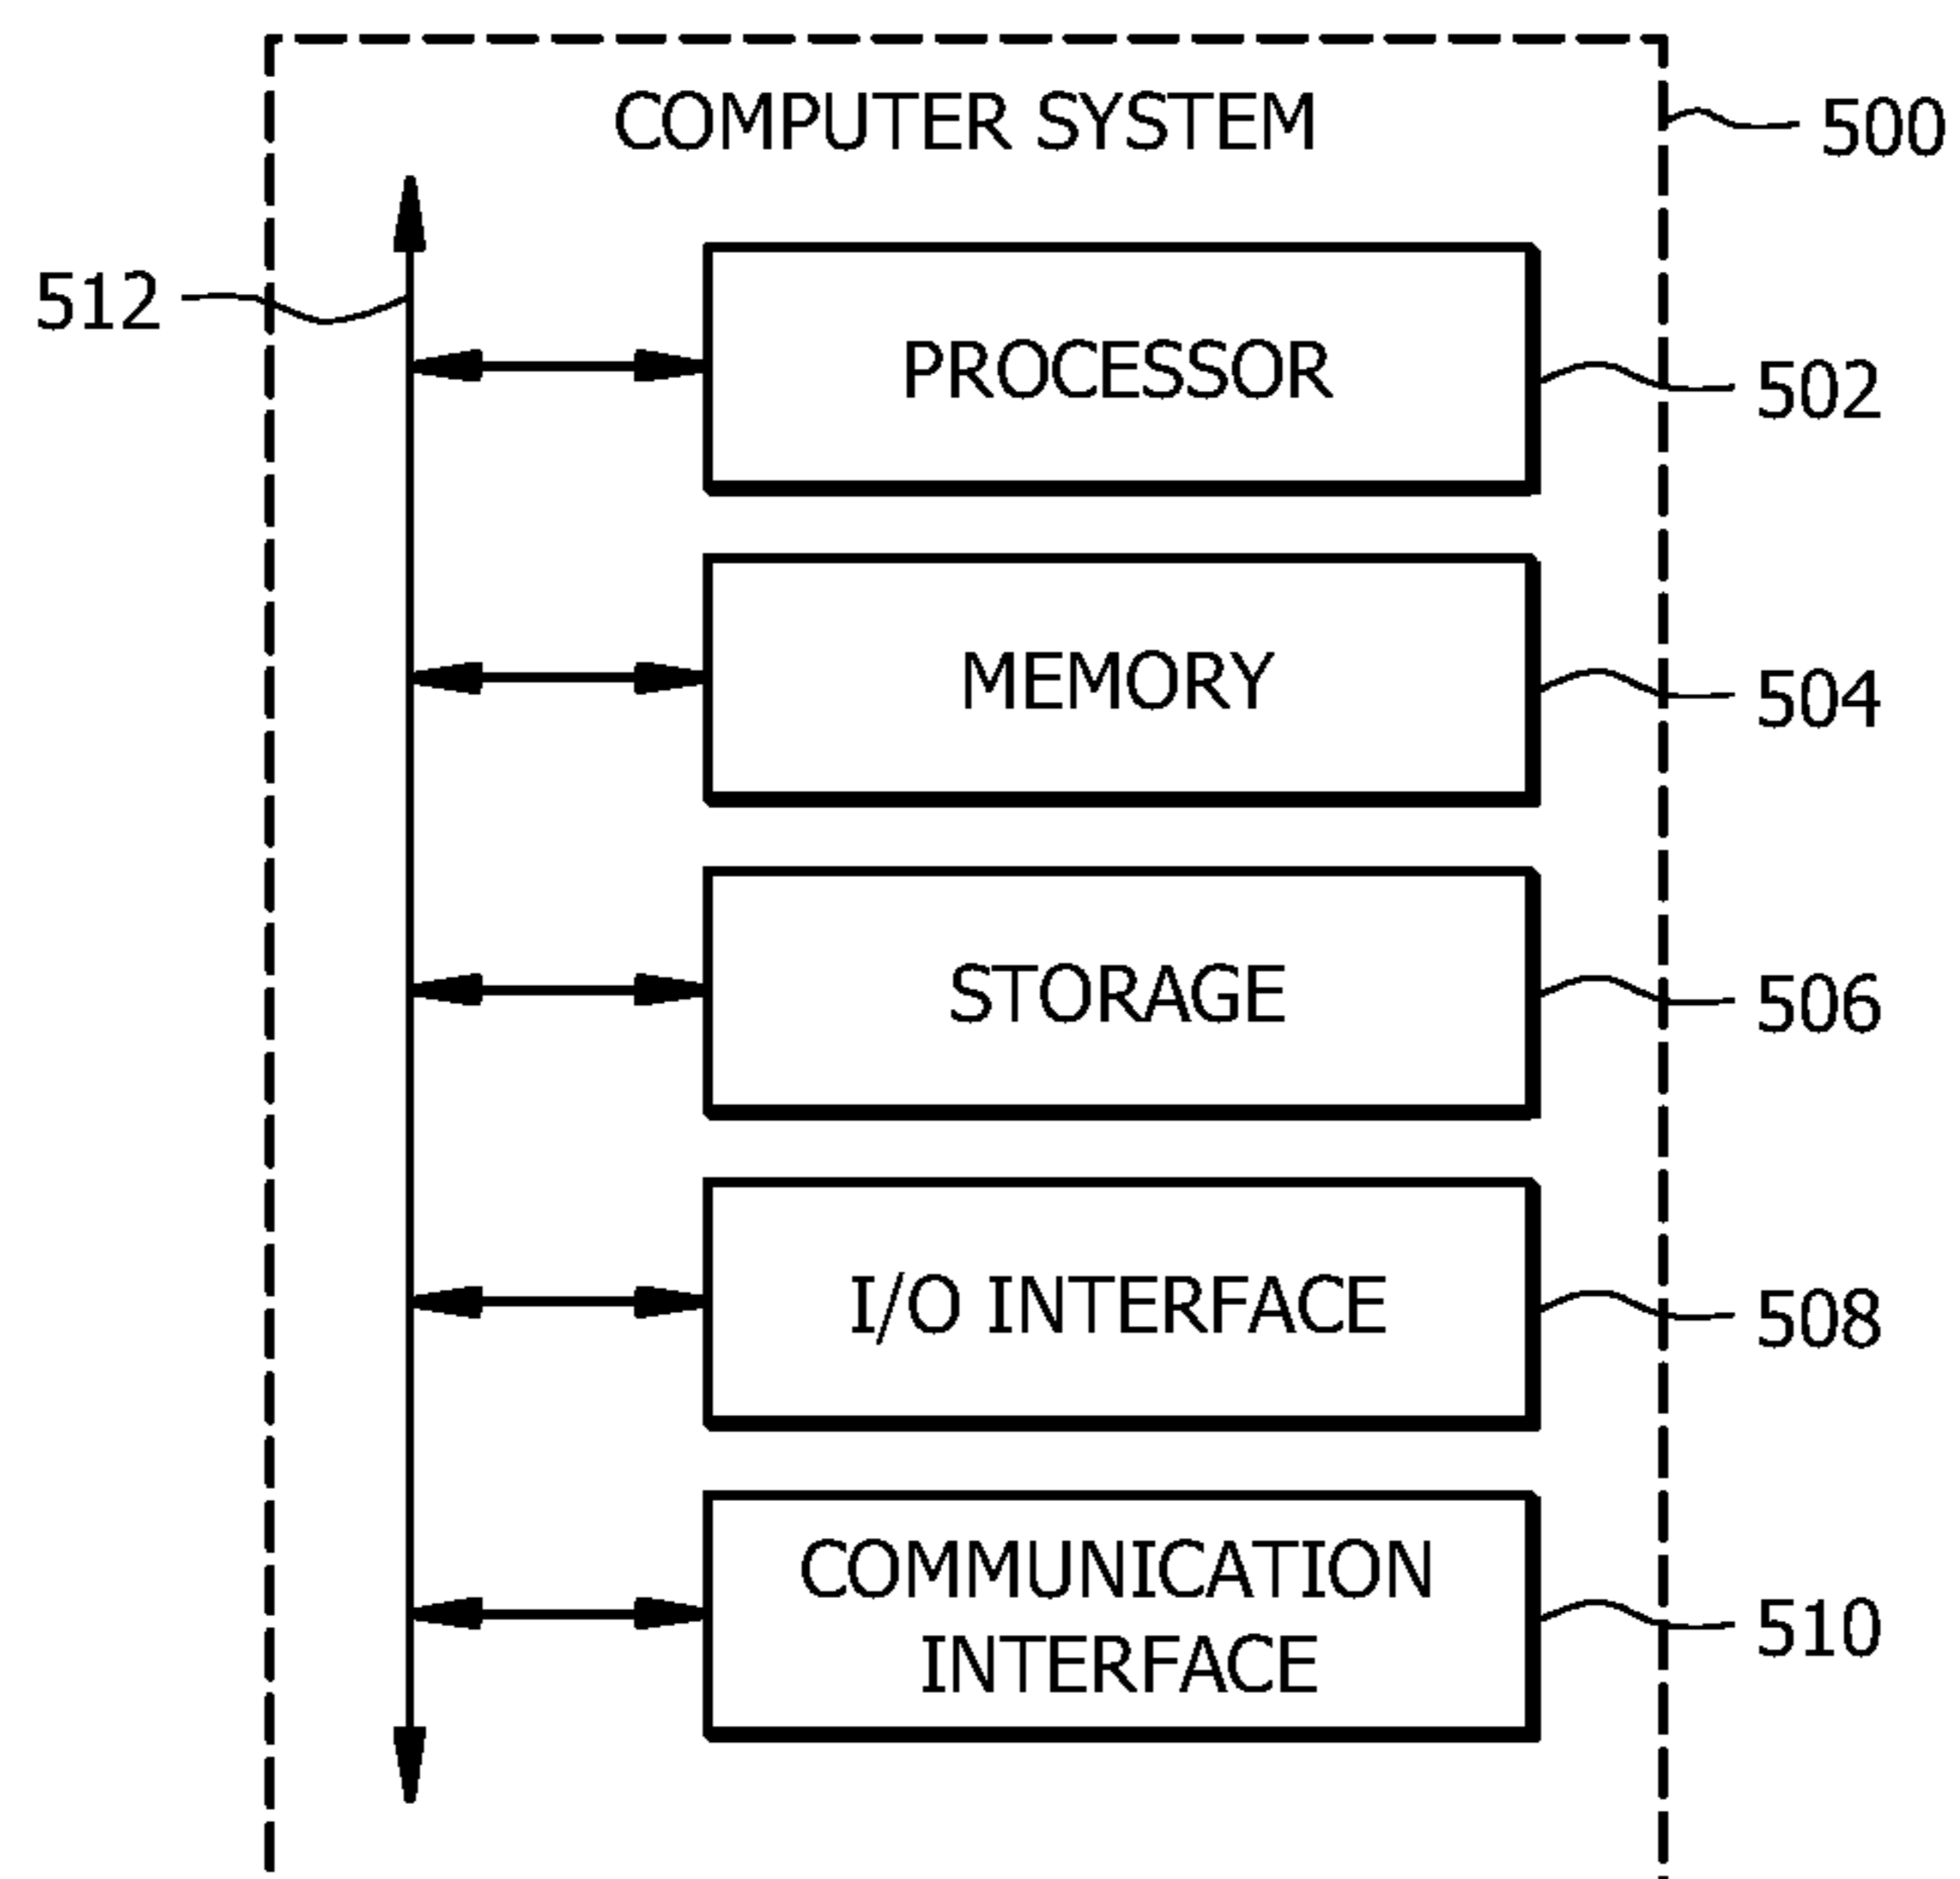 COMPUTER SYSTEM
500
512
PROCESSOR
502
MEMORY
504
STORAGE
506
I/O INTERFACE
508
COMMUNICATION
INTERFACE
510